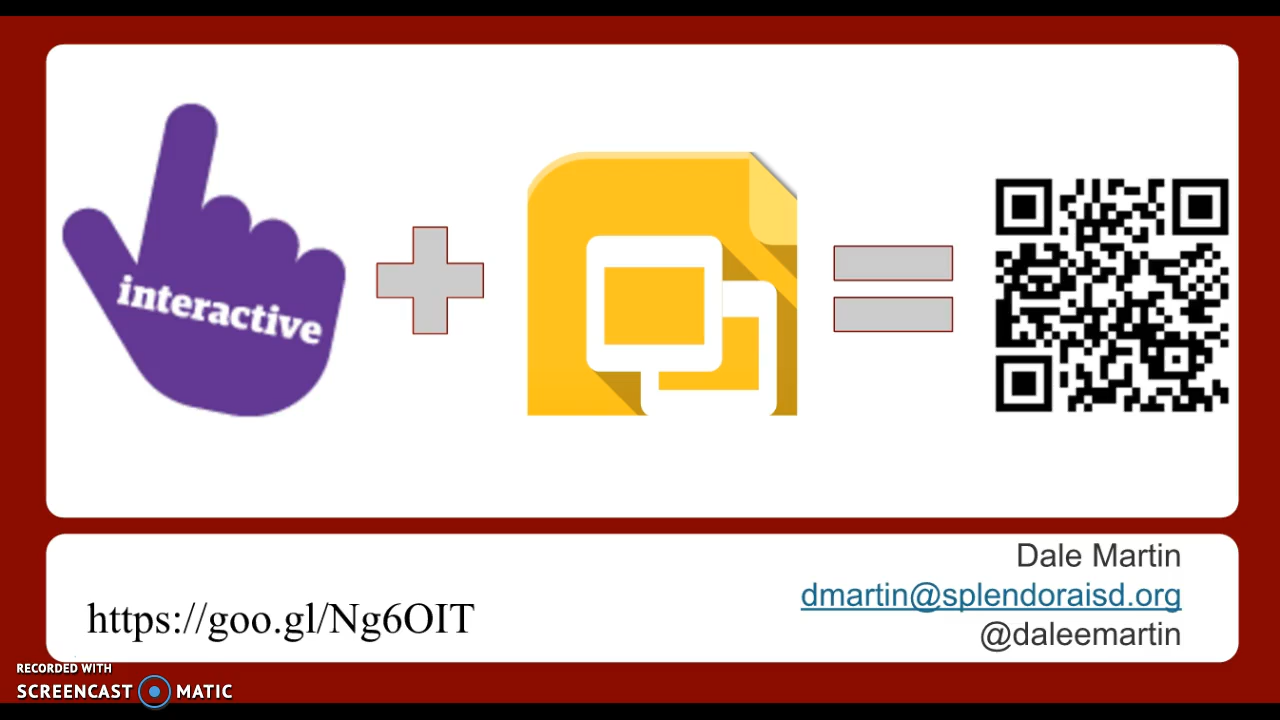 interactive
Dale Martin
dmartin@splendoraisd.org
https://goo.gl/Ng6OIT
@daleemartin
RECORDED WITH
SCREENCAST MATIC